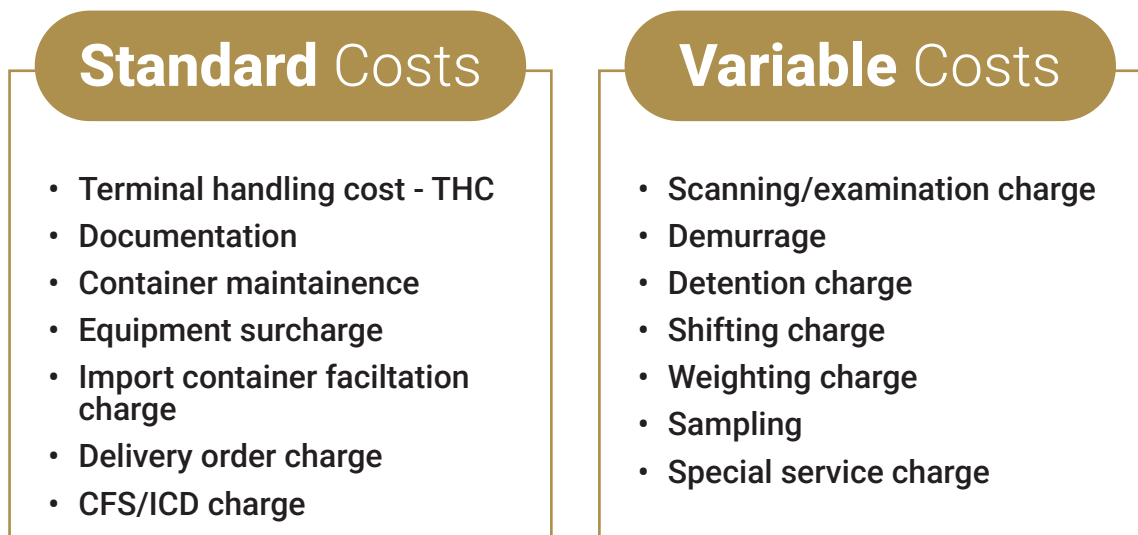 Standard Costs
• Terminal handling cost - THC
• Documentation
• Container maintainence
• Equipment surcharge
• Import container faciltation
charge
• Delivery order charge
• CFS/ICD charge
Variable Costs
• Scanning/examination charge
• Demurrage
• Detention charge
• Shifting charge
• Weighting charge
• Sampling
• Special service charge